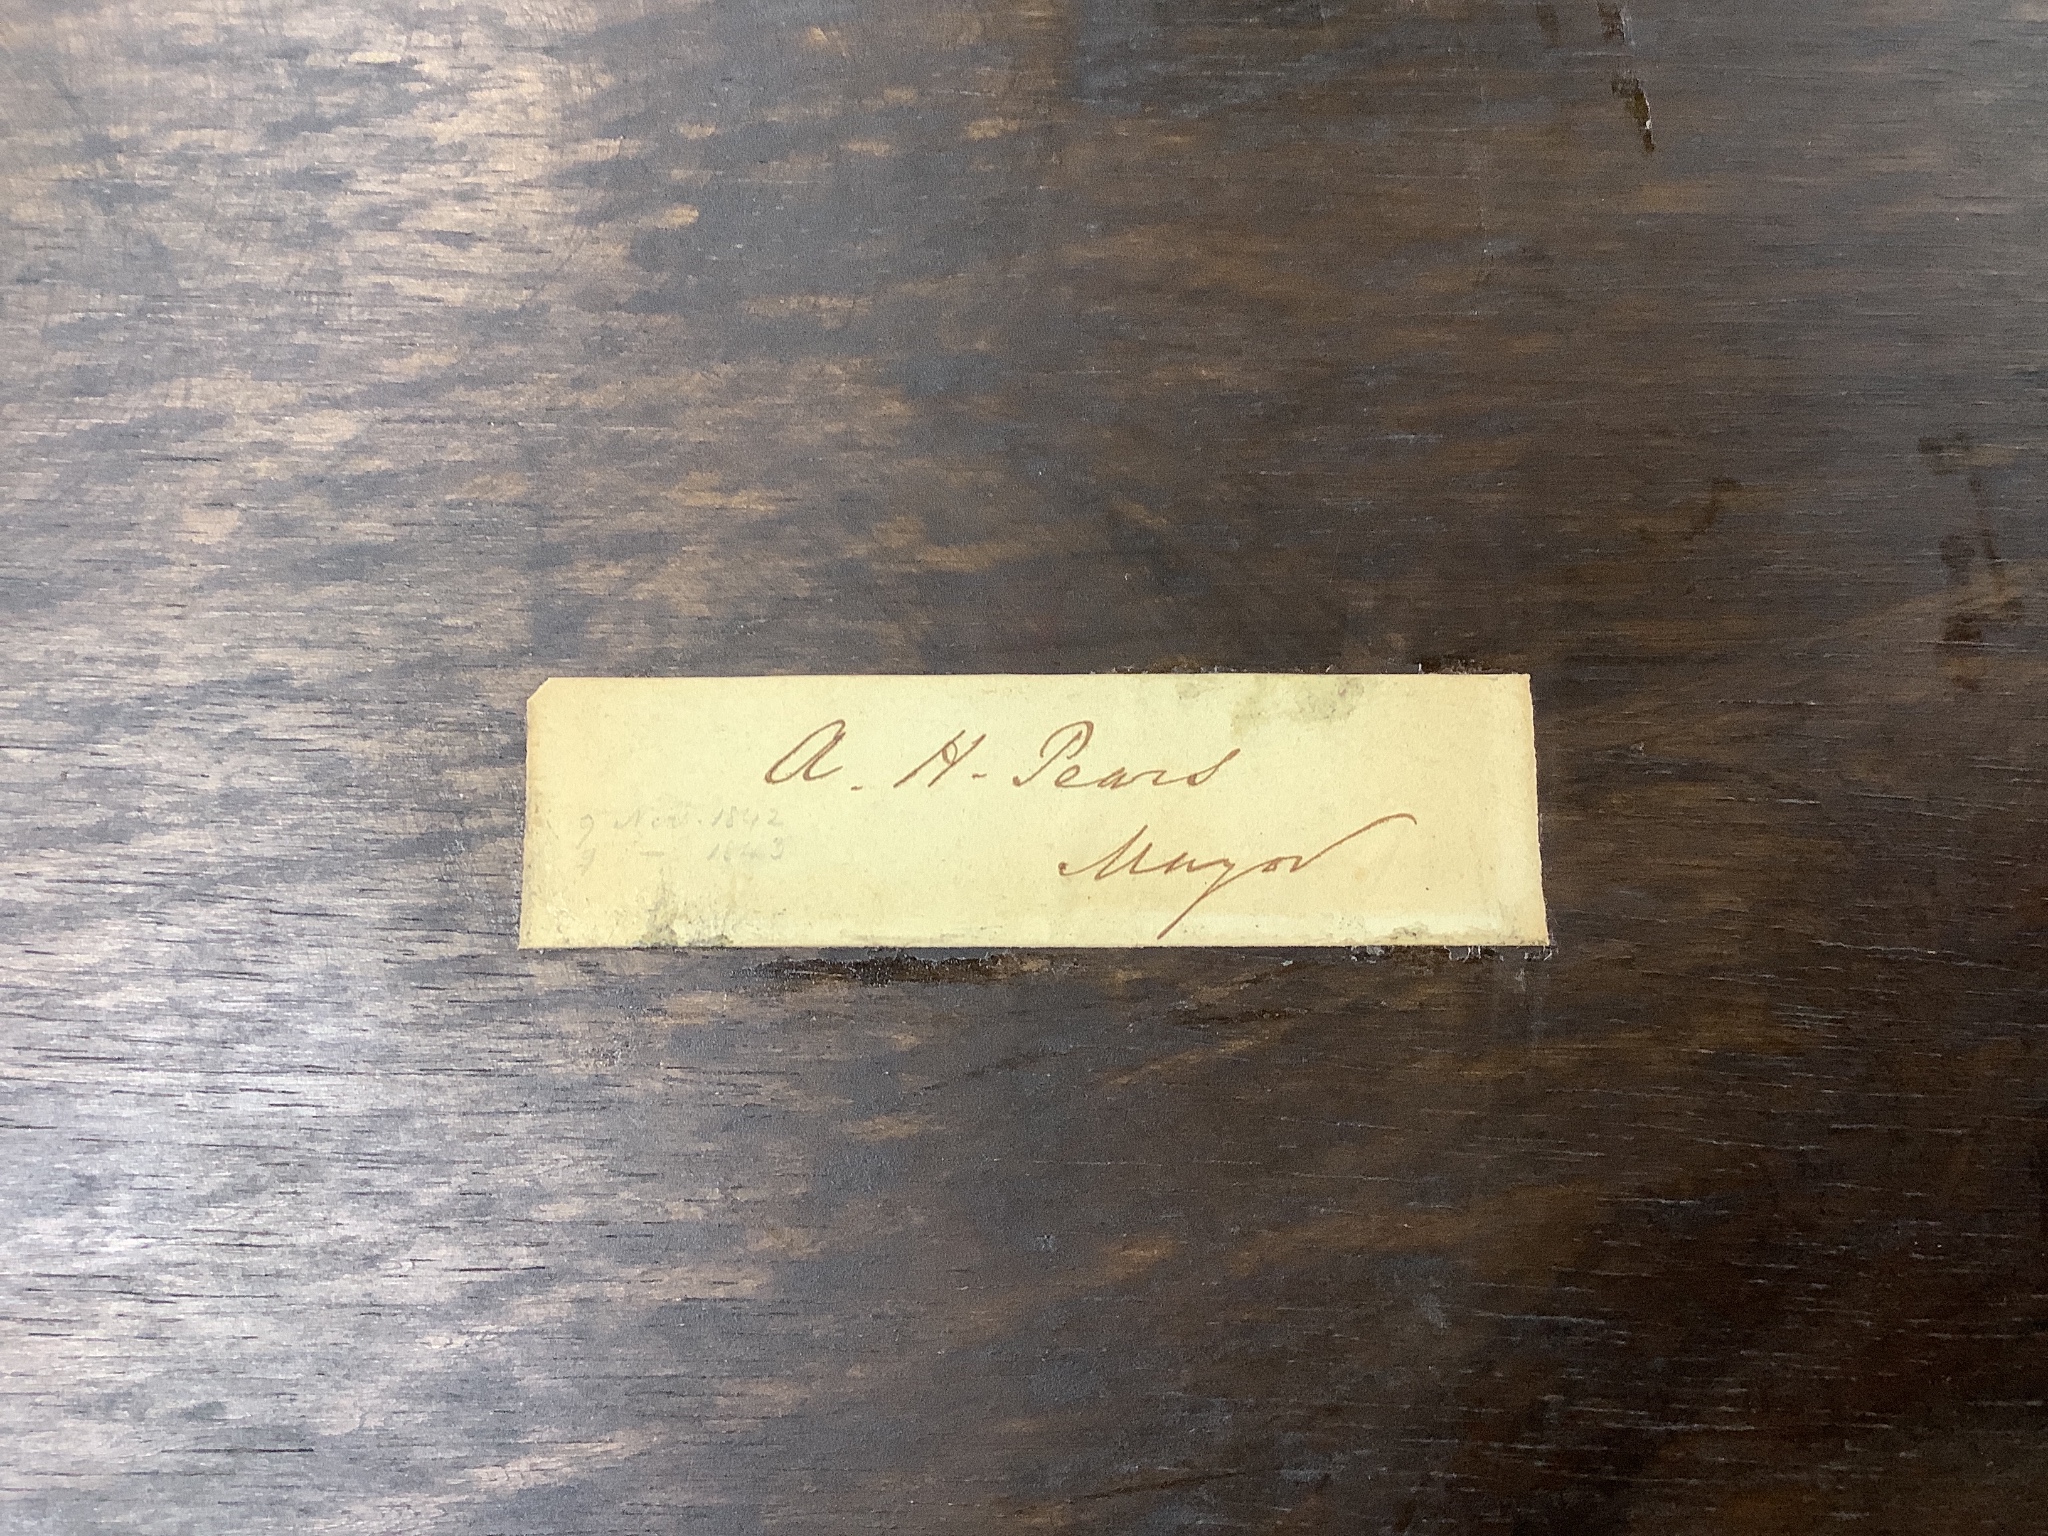 A. H. Pears
Mayor
9 Nov. 1842
9 — 1843